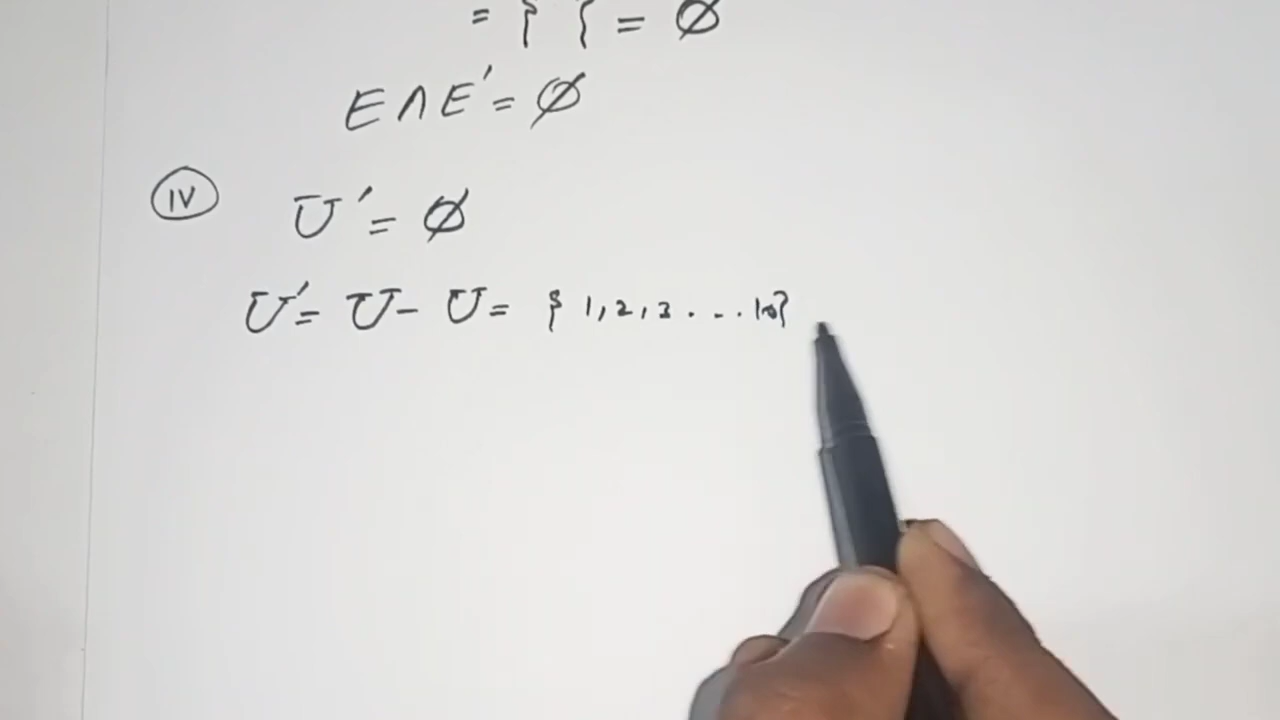 = { } = ∅
E ∩ E' = ∅
(iv) U' = ∅
U' = U - U = { 1, 2, 3 . . . . 10}